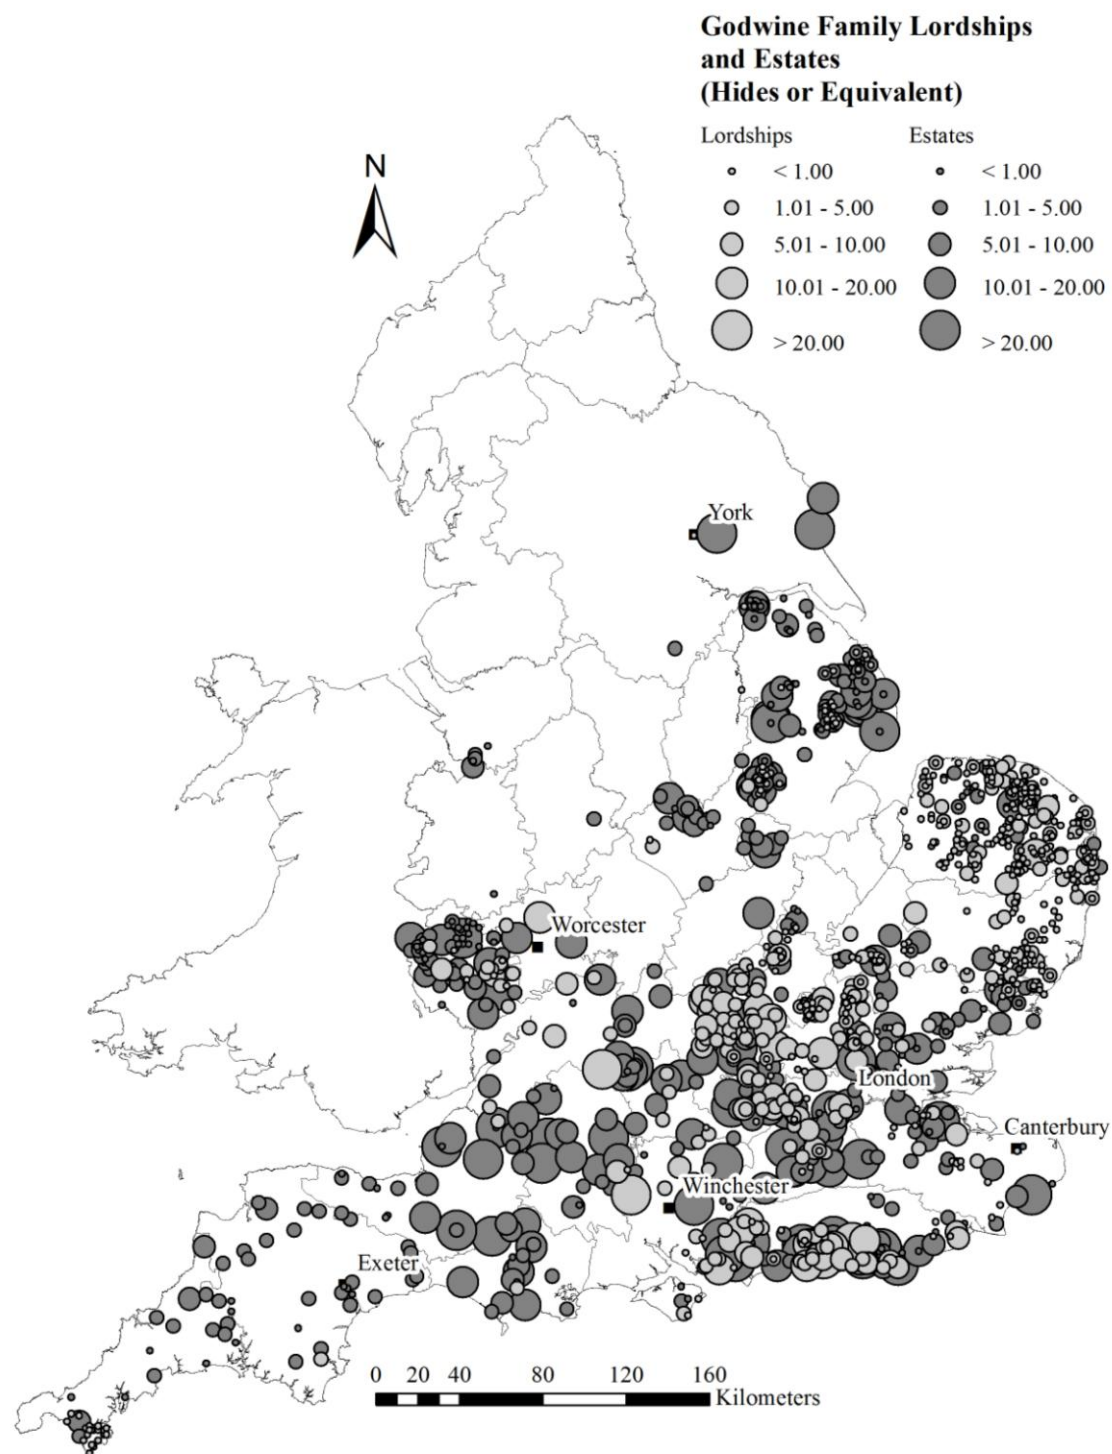 Godwine Family Lordships
and Estates
(Hides or Equivalent)
Lordships Estates
< 1.00 < 1.00
1.01 - 5.00 1.01 - 5.00
5.01 - 10.00 5.01 - 10.00
10.01 - 20.00 10.01 - 20.00
> 20.00 > 20.00
N
York
Worcester
London
Canterbury
Winchester
Exeter
0 20 40 80 120 160
Kilometers